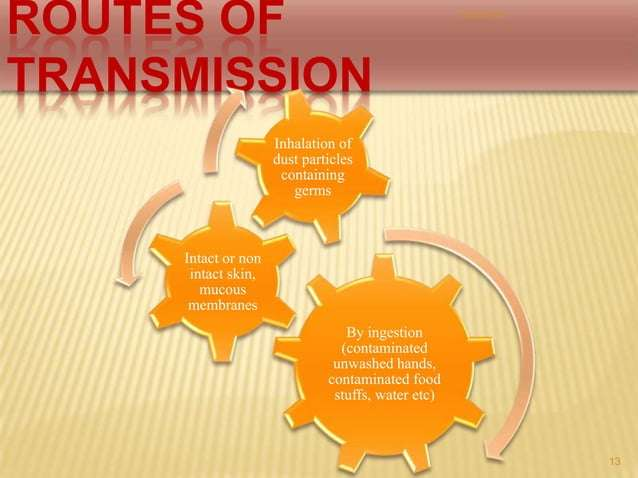 ROUTES OF
TRANSMISSION
Inhalation of
dust particles
containing
germs
Intact or non
intact skin,
mucous
membranes
By ingestion
(contaminated
unwashed hands,
contaminated food
stuffs, water etc)
13